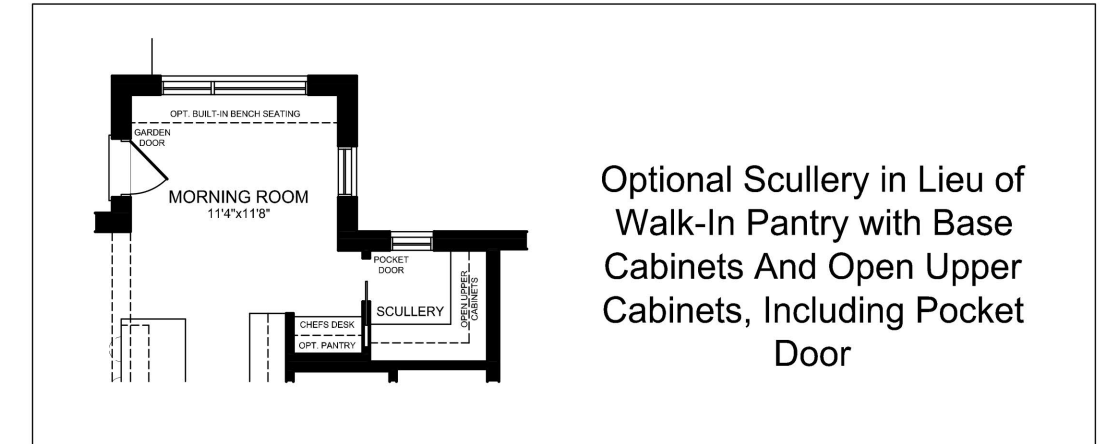 OPT. BUILT-IN BENCH SEATING
GARDEN
DOOR
MORNING ROOM
11'4"x11'8"
POCKET
DOOR
SCULLERY
OPEN UPPER
CABINETS
CHEFS DESK
OPT. PANTRY
Optional Scullery in Lieu of
Walk-In Pantry with Base
Cabinets And Open Upper
Cabinets, Including Pocket
Door